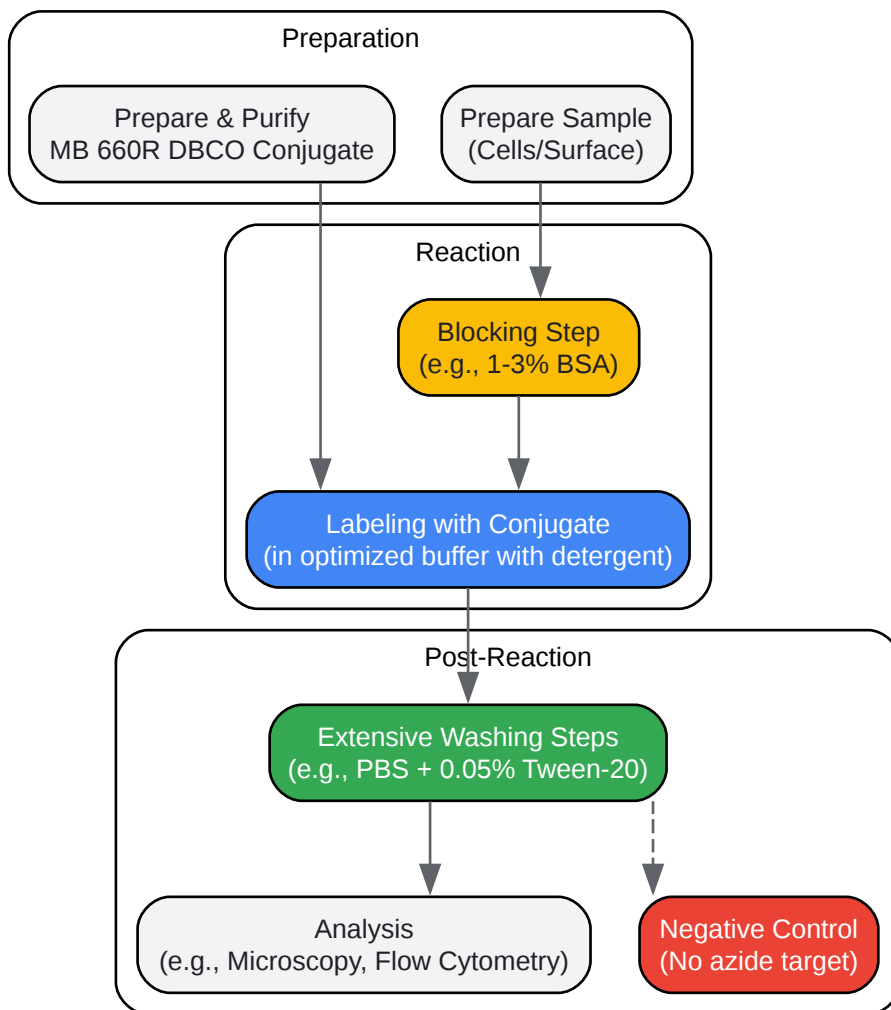 Preparation
Prepare & Purify
MB 660R DBCO Conjugate
Prepare Sample
(Cells/Surface)
Reaction
Blocking Step
(e.g., 1-3% BSA)
Labeling with Conjugate
(in optimized buffer with detergent)
Post-Reaction
Extensive Washing Steps
(e.g., PBS + 0.05% Tween-20)
Analysis
(e.g., Microscopy, Flow Cytometry)
Negative Control
(No azide target)